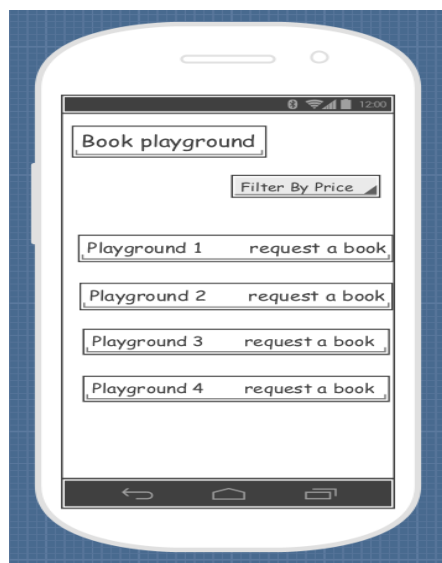 12:00
Book playground
Filter By Price
Playground 1 request a book
Playground 2 request a book
Playground 3 request a book
Playground 4 request a book